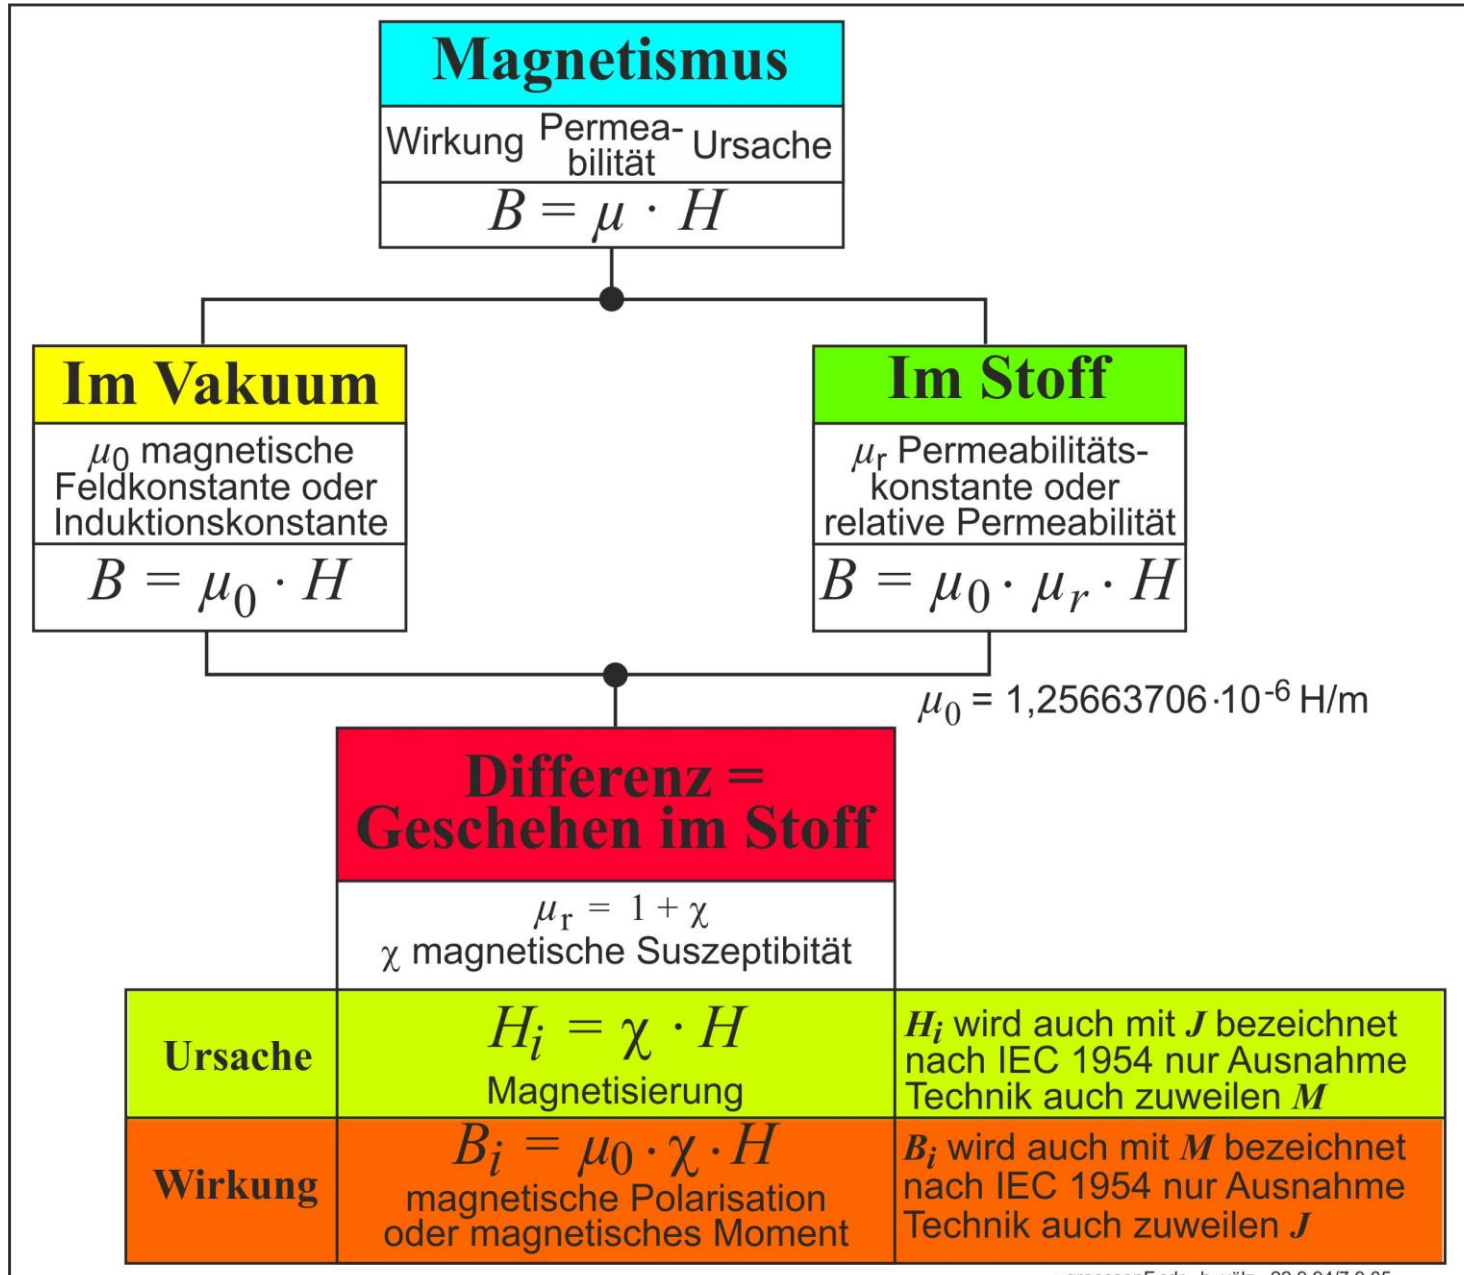 Magnetismus
Wirkung Permea-bilität Ursache
B = μ · H
Im Vakuum
μ0 magnetische
Feldkonstante oder
Induktionskonstante
B = μ0 · H
Im Stoff
μr Permeabilitäts-
konstante oder
relative Permeabilität
B = μ0 · μr · H
μ0 = 1,25663706·10-6 H/m
Differenz =
Geschehen im Stoff
μr = 1 + χ
χ magnetische Suszeptibität
Ursache
Hi = χ · H
Magnetisierung
Hi wird auch mit J bezeichnet
nach IEC 1954 nur Ausnahme
Technik auch zuweilen M
Wirkung
Bi = μ0 · χ · H
magnetische Polarisation
oder magnetisches Moment
Bi wird auch mit M bezeichnet
nach IEC 1954 nur Ausnahme
Technik auch zuweilen J